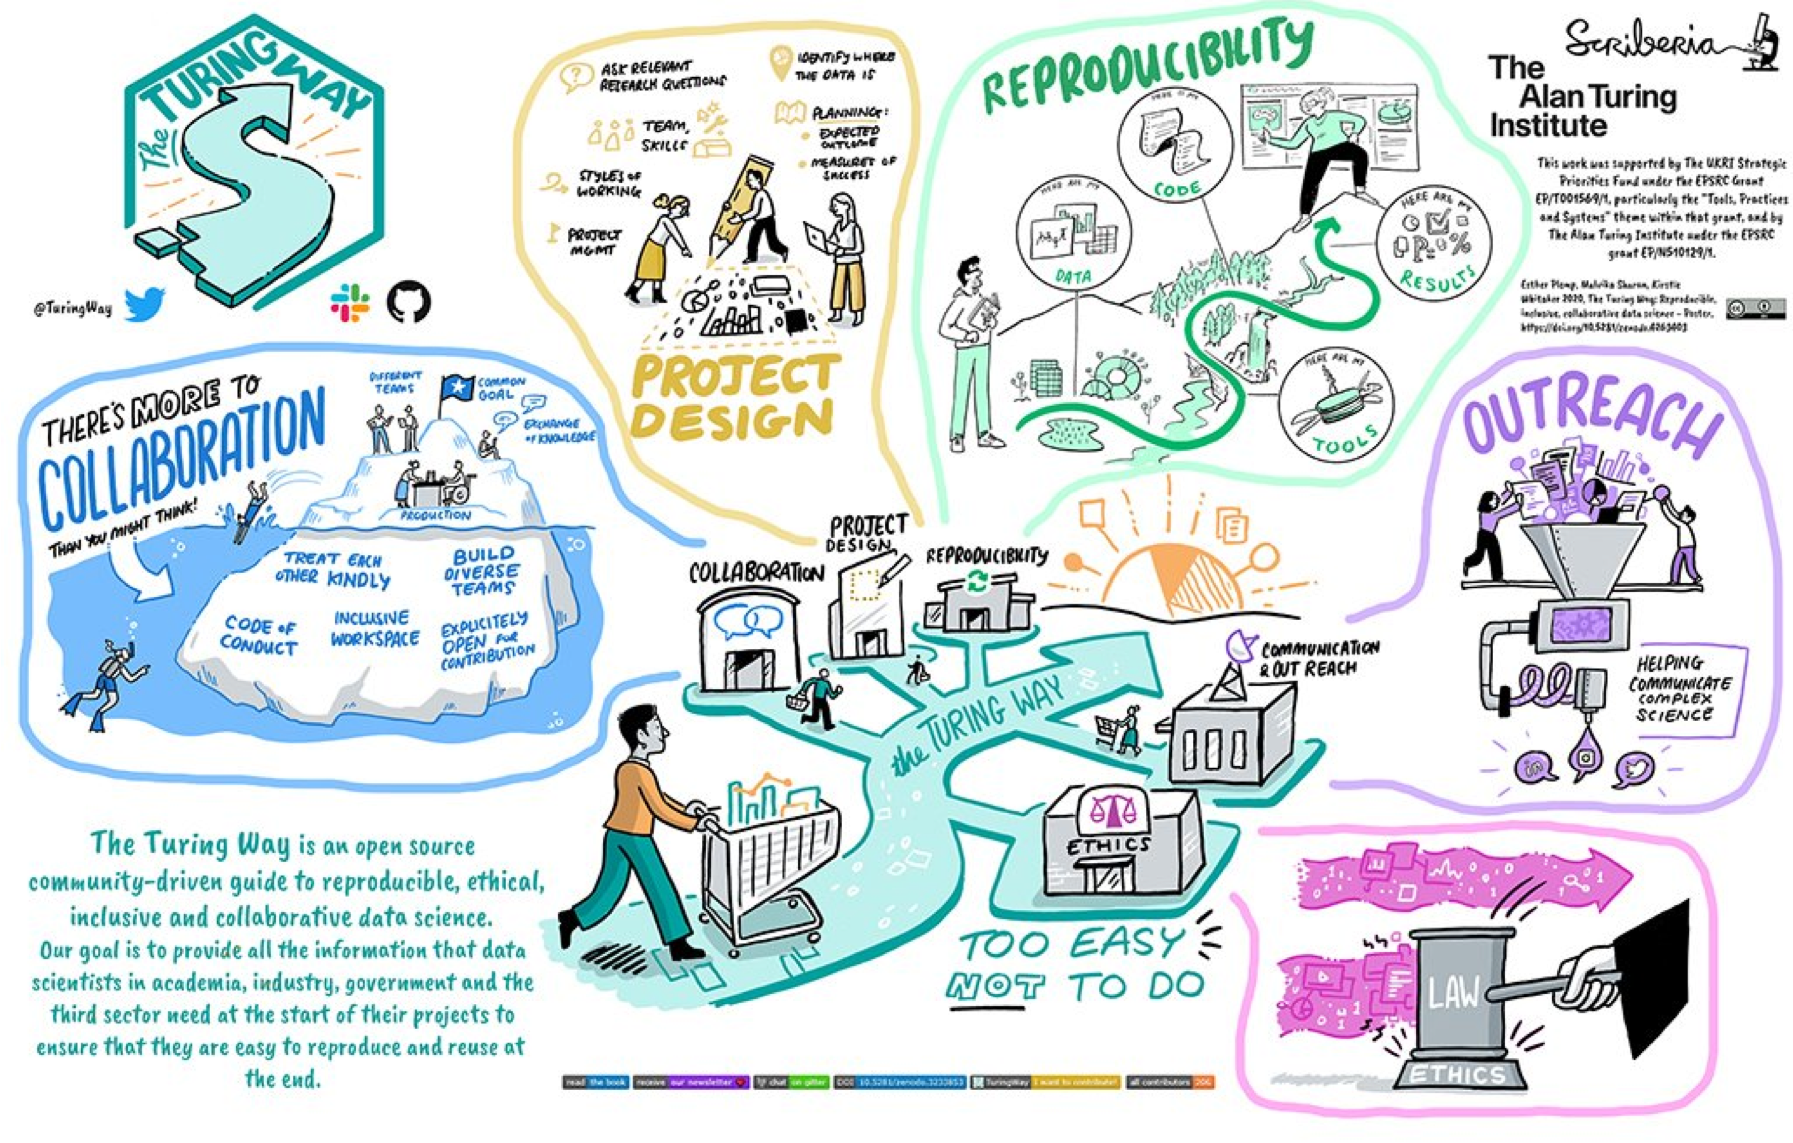 The TURING WAY
@TuringWay
ASK RELEVANT
RESEARCH QUESTIONS
IDENTIFY WHERE
THE DATA IS
TEAM,
SKILLS
PLANNING:
EXPECTED
OUTCOME
MEASURES OF
SUCCESS
STYLES OF
WORKING
PROJECT
MGMT
PROJECT
DESIGN
REPRODUCIBILITY
HERE IS MY
CODE
HERE ARE MY
DATA
HERE ARE MY
RESULTS
HERE ARE MY
TOOLS
Scriberia
The
Alan Turing
Institute
This work was supported by The UKRI Strategic
Priorities Fund under the EPSRC Grant
EP/T001569/1, particularly the "Tools, Practices
and Systems" theme within that grant, and by
The Alan Turing Institute under the EPSRC
grant EP/N510129/1.
Esther Plomp, Malvika Sharan, Kirstie
Whitaker 2020, The Turing Way: Reproducible,
inclusive, collaborative data science - Poster,
https://doi.org/10.5281/zenodo.4263403
THERE'S MORE TO
COLLABORATION
THAN YOU MIGHT THINK!
DIFFERENT
TEAMS
COMMON
GOAL
EXCHANGE
OF KNOWLEDGE
PRODUCTION
TREAT EACH
OTHER KINDLY
BUILD
DIVERSE
TEAMS
CODE OF
CONDUCT
INCLUSIVE
WORKSPACE
EXPLICITELY
OPEN FOR
CONTRIBUTION
OUTREACH
HELPING
COMMUNICATE
COMPLEX
SCIENCE
in
COLLABORATION
PROJECT
DESIGN
REPRODUCIBILITY
COMMUNICATION
& OUT REACH
the TURING WAY
ETHICS
TOO EASY
NOT TO DO
LAW
ETHICS
The Turing Way is an open source
community-driven guide to reproducible, ethical,
inclusive and collaborative data science.
Our goal is to provide all the information that data
scientists in academia, industry, government and the
third sector need at the start of their projects to
ensure that they are easy to reproduce and reuse at
the end.
read the book
receive our newsletter
chat on gitter
DOI 10.5281/zenodo.3233853
TuringWay I want to contribute!
all contributors 206